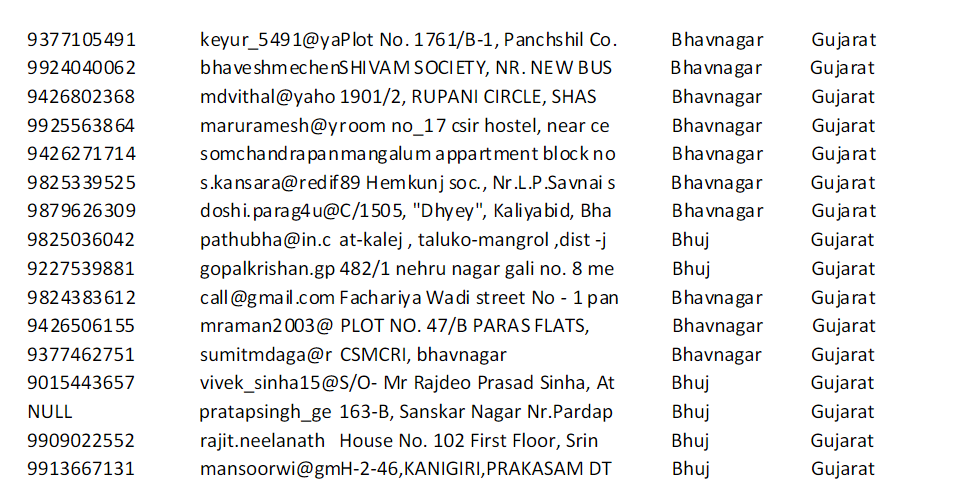 9377105491 keyur_5491@yaPlot No. 1761/B-1, Panchshil Co. Bhavnagar Gujarat
9924040062 bhaveshmechenSHIVAM SOCIETY, NR. NEW BUS Bhavnagar Gujarat
9426802368 mdvithal@yaho 1901/2, RUPANI CIRCLE, SHAS Bhavnagar Gujarat
9925563864 maruramesh@yroom no_17 csir hostel, near ce Bhavnagar Gujarat
9426271714 somchandrapanmangalum appartment block no Bhavnagar Gujarat
9825339525 s.kansara@redif89 Hemkunj soc., Nr.L.P.Savnai s Bhavnagar Gujarat
9879626309 doshi.parag4u@C/1505, "Dhyey", Kaliyabid, Bha Bhavnagar Gujarat
9825036042 pathubha@in.c at-kalej , taluko-mangrol ,dist -j Bhuj Gujarat
9227539881 gopalkrishan.gp 482/1 nehru nagar gali no. 8 me Bhuj Gujarat
9824383612 call@gmail.com Fachariya Wadi street No - 1 pan Bhavnagar Gujarat
9426506155 mraman2003@ PLOT NO. 47/B PARAS FLATS, Bhavnagar Gujarat
9377462751 sumitmdaga@r CSMCRI, bhavnagar Bhavnagar Gujarat
9015443657 vivek_sinha15@S/O- Mr Rajdeo Prasad Sinha, At Bhuj Gujarat
NULL pratapsingh_ge 163-B, Sanskar Nagar Nr.Pardap Bhuj Gujarat
9909022552 rajit.neelanath House No. 102 First Floor, Srin Bhuj Gujarat
9913667131 mansoorwi@gmH-2-46,KANIGIRI,PRAKASAM DT Bhuj Gujarat